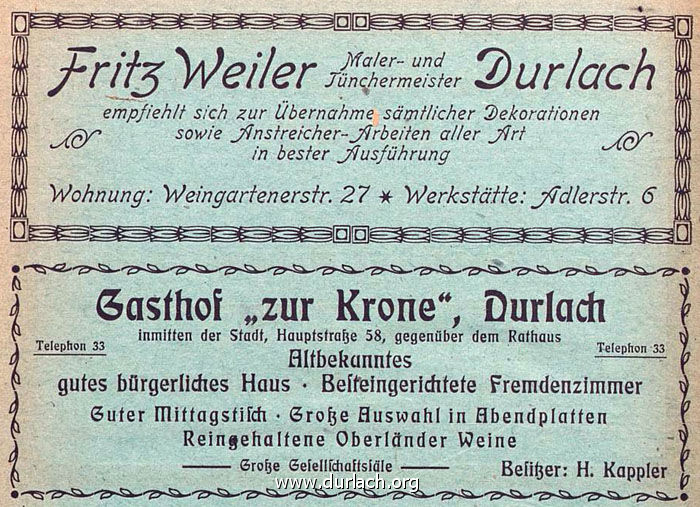 Fritz Weiler Maler- und Tünchermeister Durlach
empfiehlt sich zur Übernahme sämtlicher Dekorationen
sowie Anstreicher-Arbeiten aller Art
in bester Ausführung
Wohnung: Weingartenerstr. 27 * Werkstätte: Adlerstr. 6
Gasthof „zur Krone“, Durlach
inmitten der Stadt, Hauptstraße 58, gegenüber dem Rathaus
Telephon 33
Telephon 33
Altbekanntes
gutes bürgerliches Haus · Besteingerichtete Fremdenzimmer
Guter Mittagstisch · Große Auswahl in Abendplatten
Reingehaltene Oberländer Weine
Große Gesellschaftssäle
Besitzer: H. Kappler
www.durlach.org